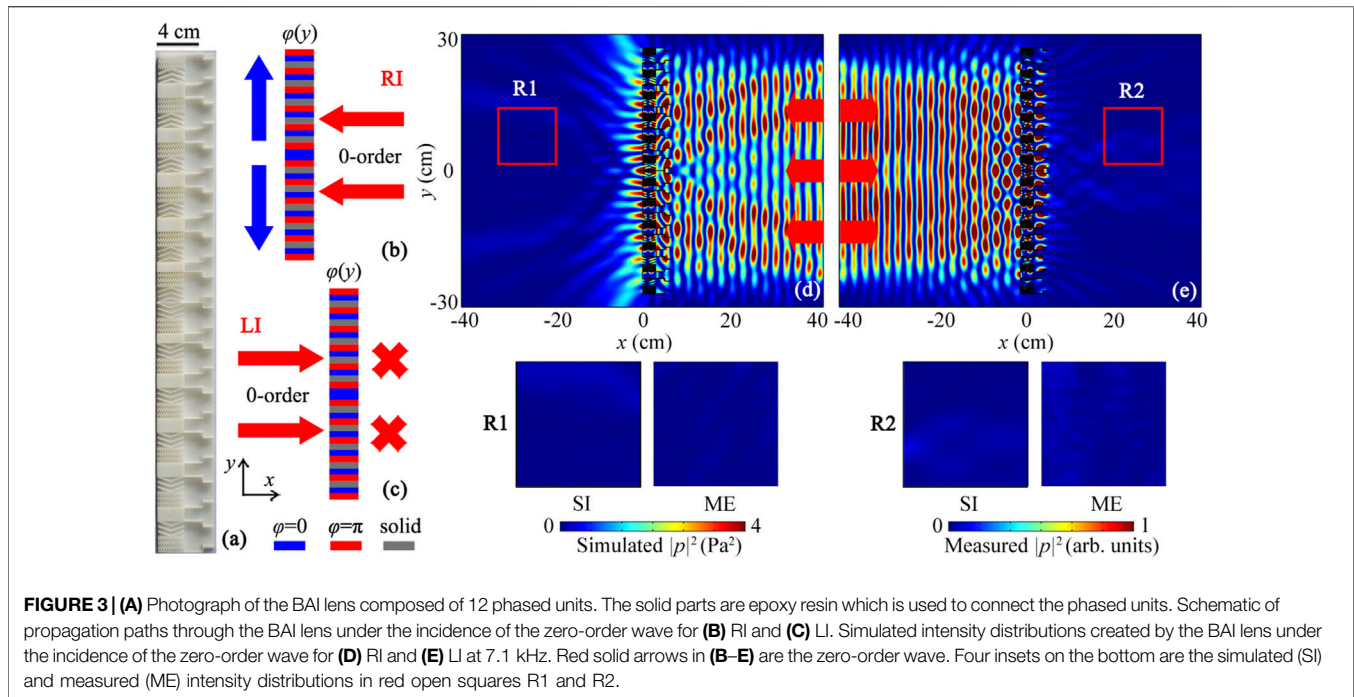 4 cm
φ(y)
RI
0-order
(b)
φ(y)
LI
0-order
y
x
(c)
(a)
φ=0
φ=π
solid
30
y (cm)
0
-30
R1
(d)
R2
(e)
-40
-20
0
20
40
-40
-20
0
20
40
x (cm)
x (cm)
R1
SI
ME
R2
SI
ME
0
4
Simulated |p|² (Pa²)
0
1
Measured |p|² (arb. units)
FIGURE 3 | (A) Photograph of the BAI lens composed of 12 phased units. The solid parts are epoxy resin which is used to connect the phased units. Schematic of
propagation paths through the BAI lens under the incidence of the zero-order wave for (B) RI and (C) LI. Simulated intensity distributions created by the BAI lens under
the incidence of the zero-order wave for (D) RI and (E) LI at 7.1 kHz. Red solid arrows in (B–E) are the zero-order wave. Four insets on the bottom are the simulated (SI)
and measured (ME) intensity distributions in red open squares R1 and R2.